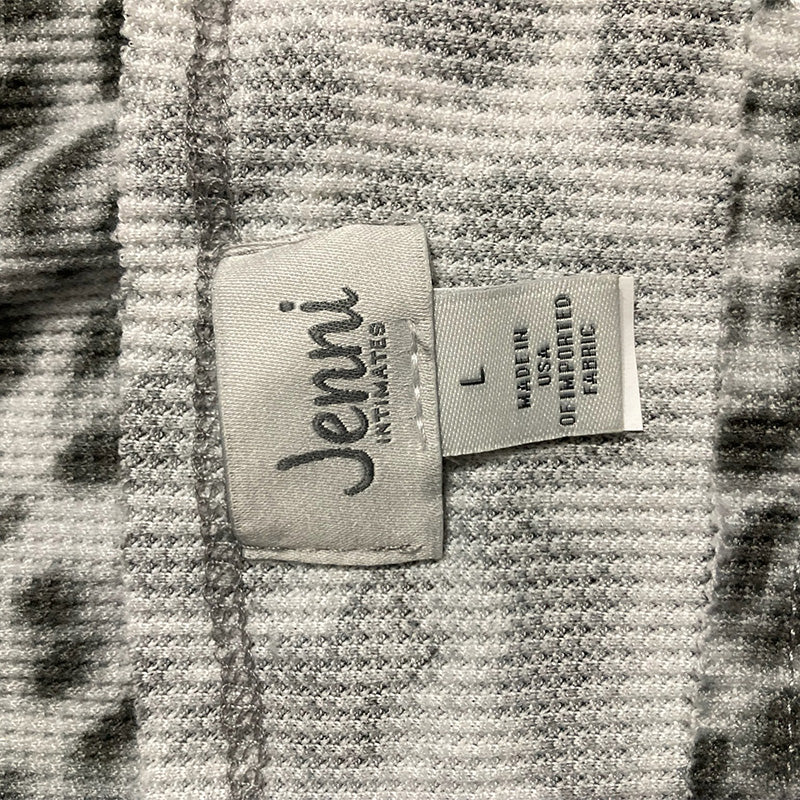 Jenni
INTIMATES
L
MADE IN
USA
OF IMPORTED
FABRIC